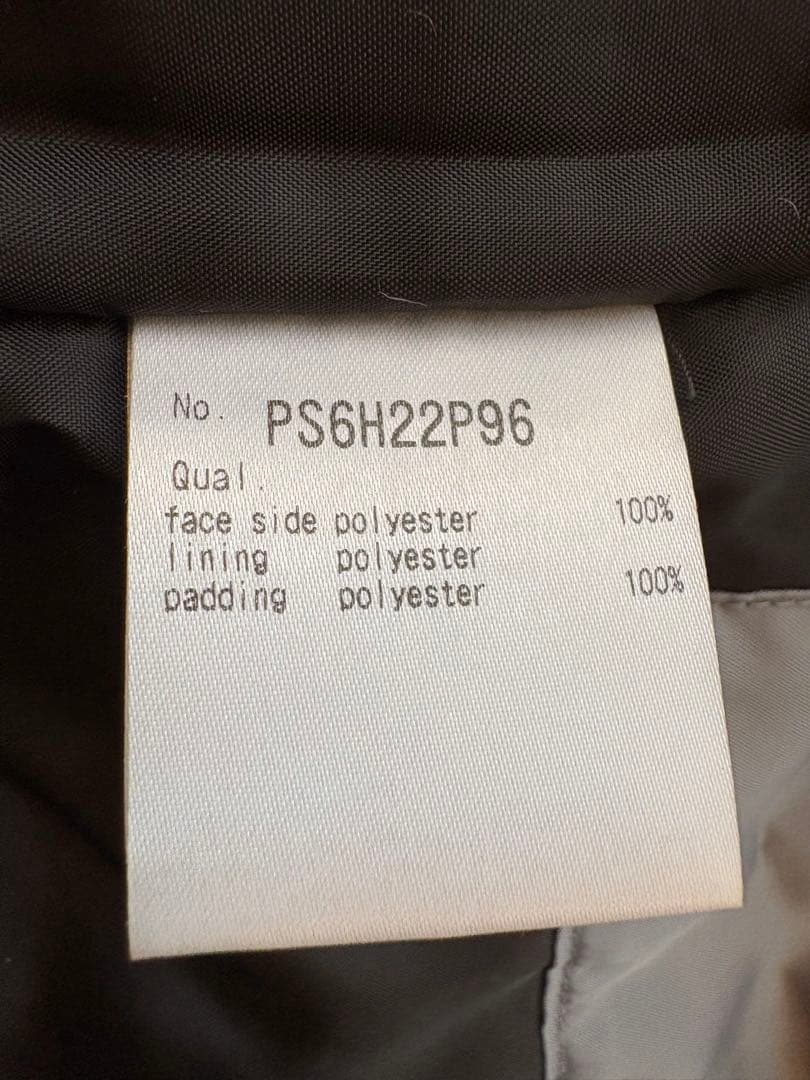 No. PS6H22P96
Qual.
face side polyester 100%
lining polyester
padding polyester 100%